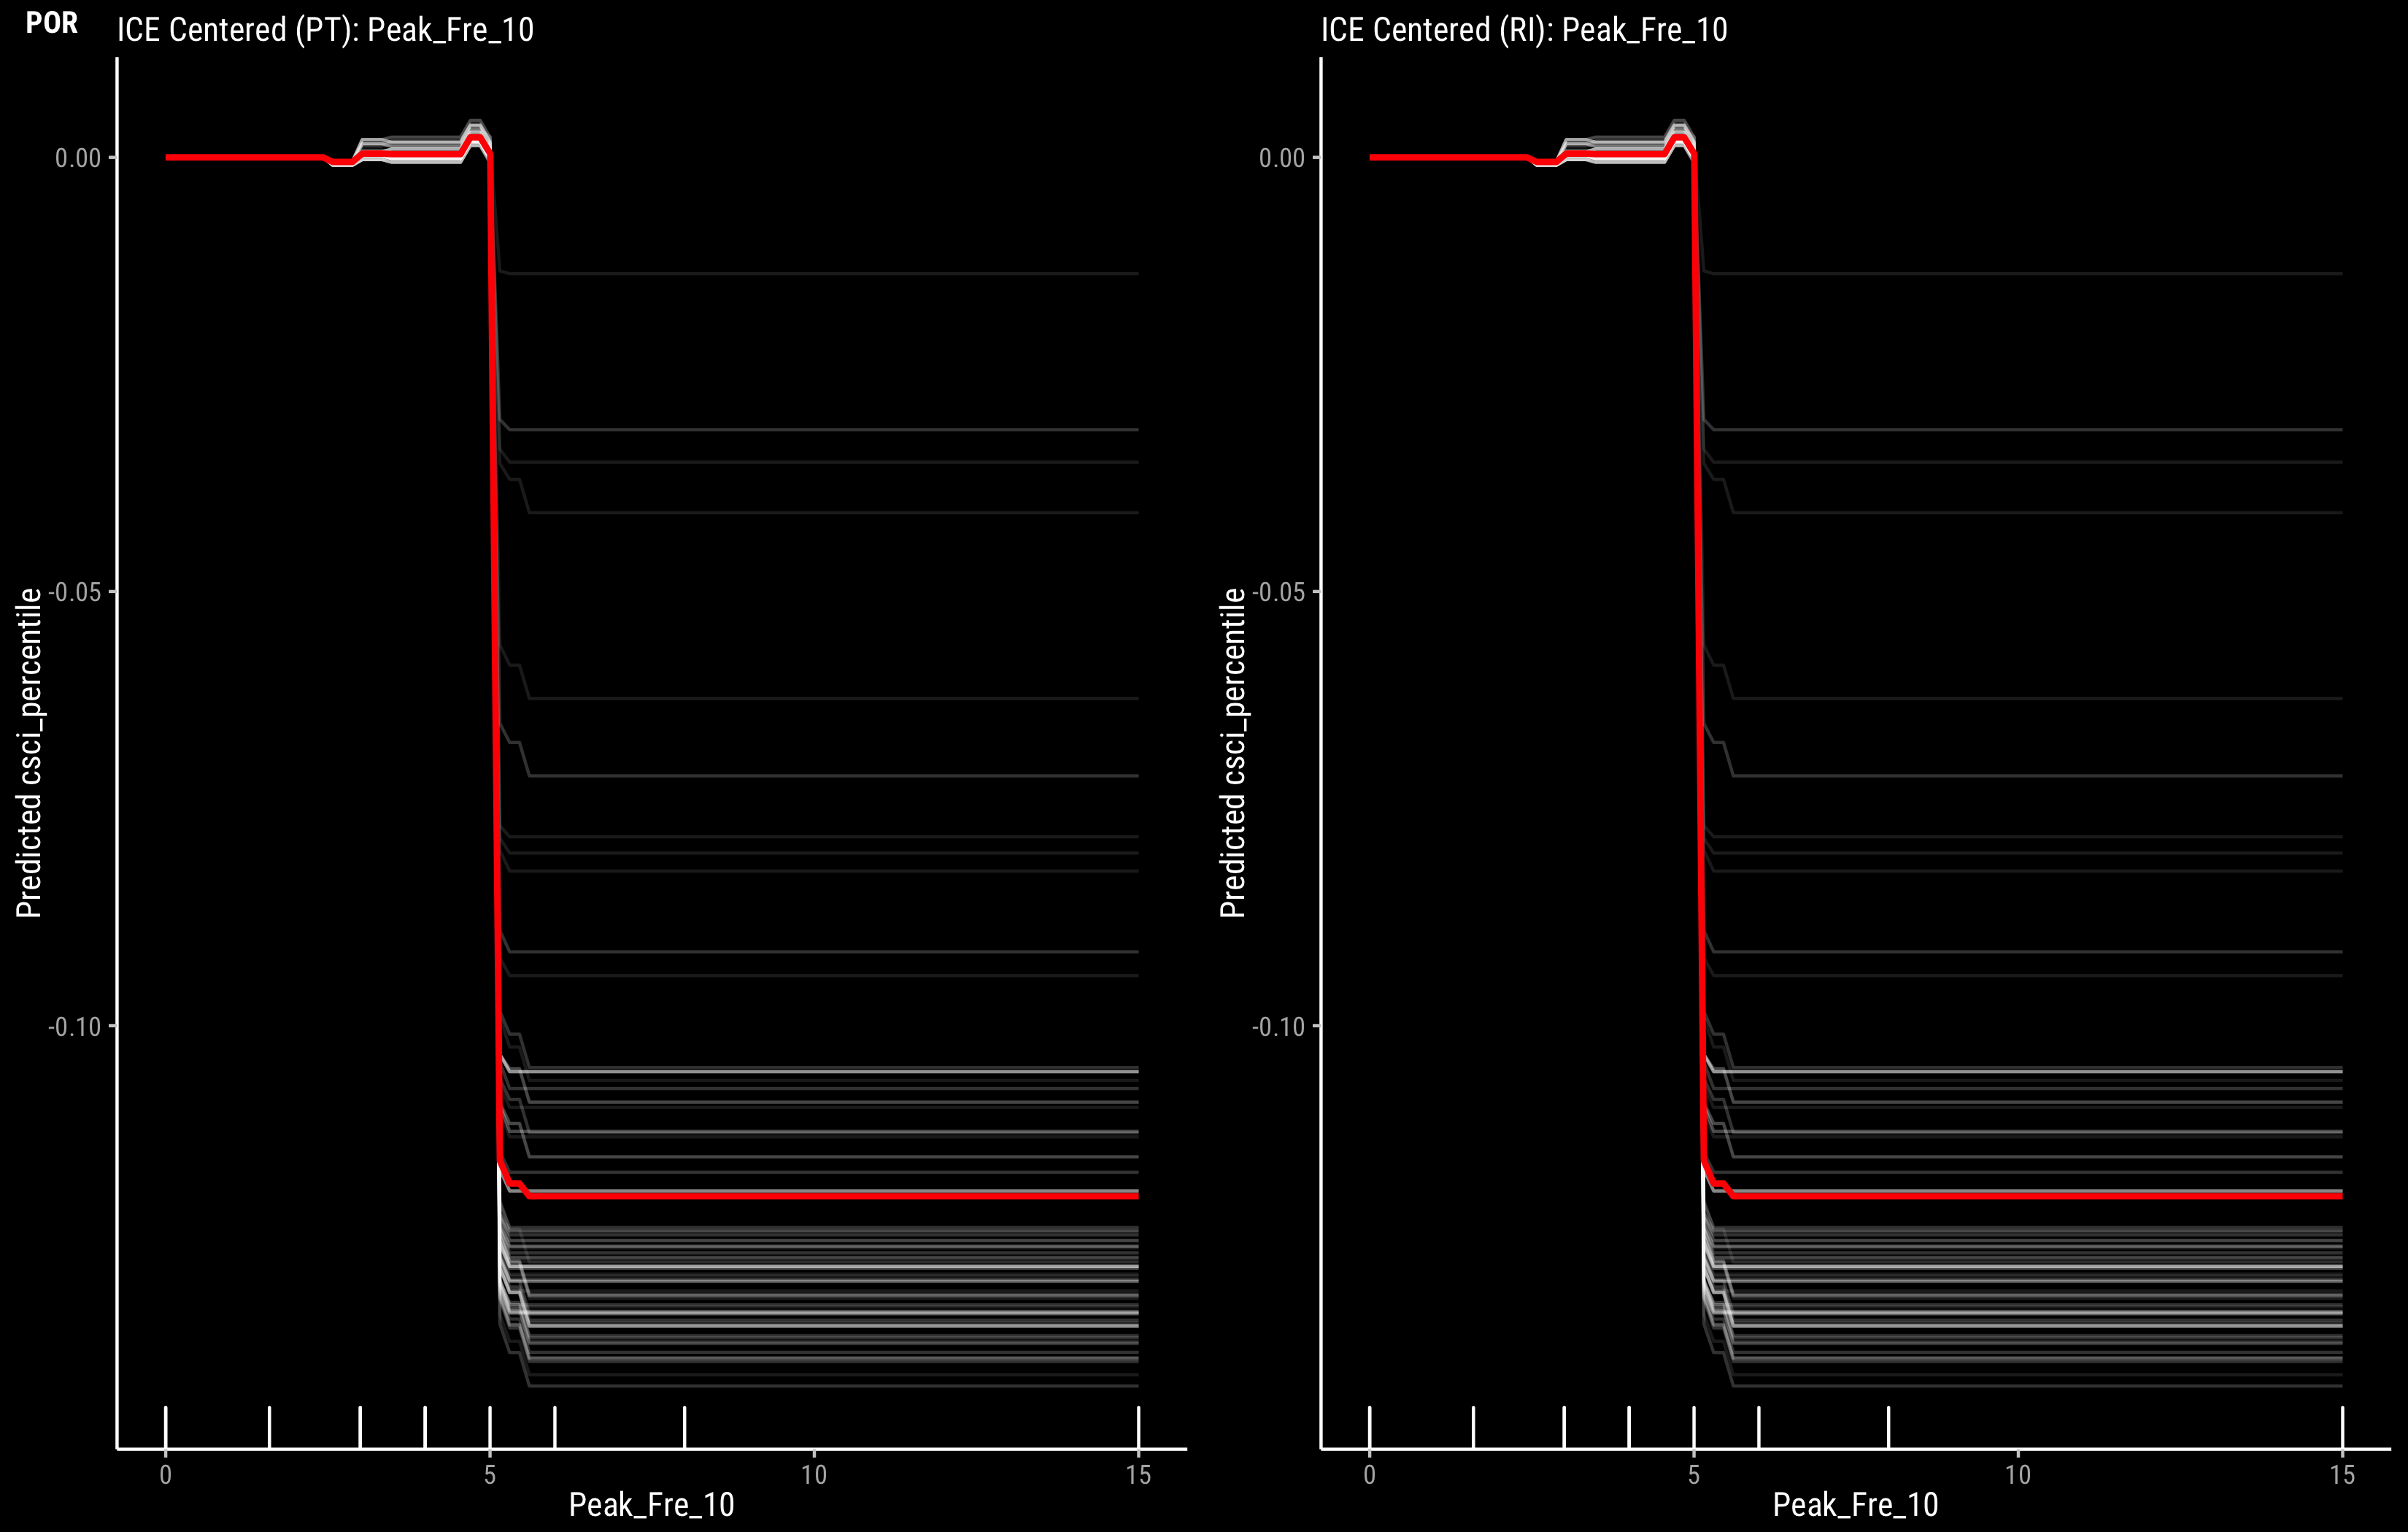 POR
ICE Centered (PT): Peak_Fre_10
0.00
-0.05
-0.10
Predicted csci_percentile
0
5
10
15
Peak_Fre_10
ICE Centered (RI): Peak_Fre_10
0.00
-0.05
-0.10
Predicted csci_percentile
0
5
10
15
Peak_Fre_10